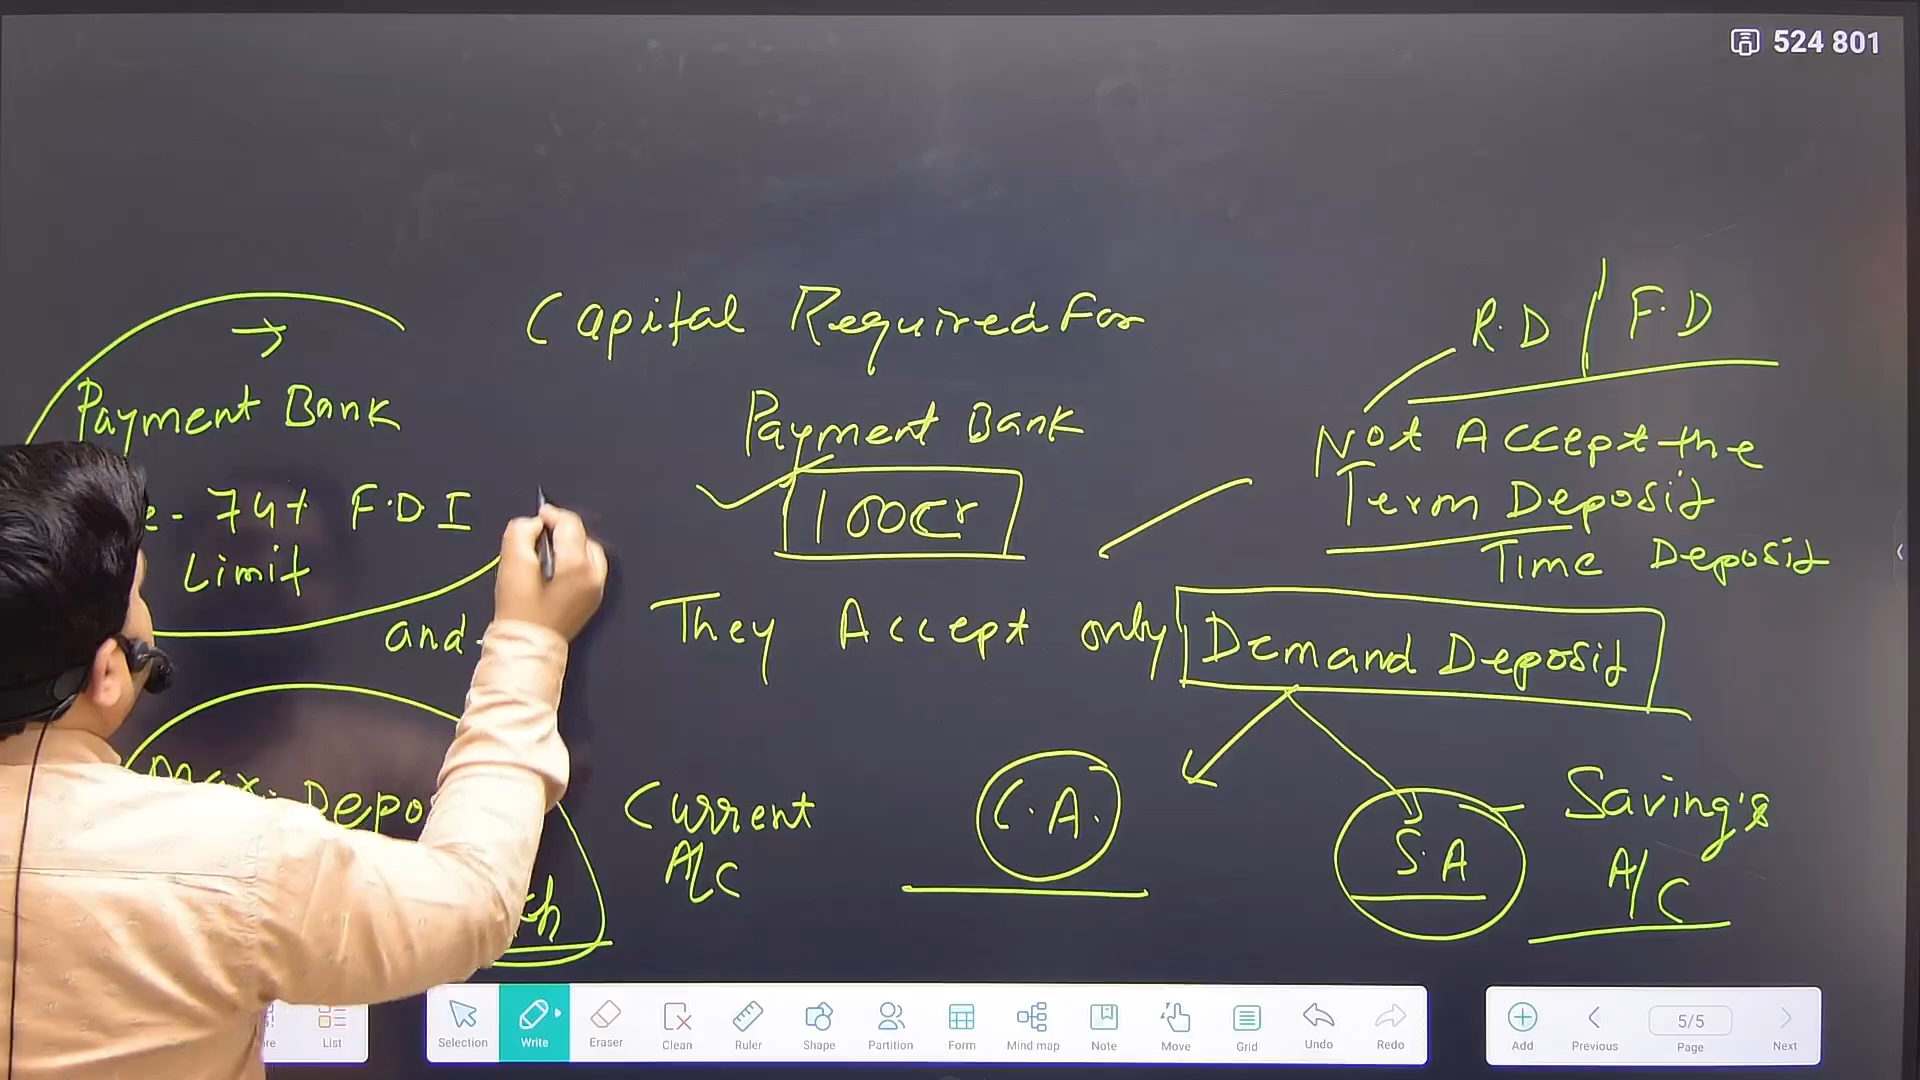 524 801
→
Payment Bank
74% F.D.I
Limit
and
Max. Depo
Capital Required For
Payment Bank
100Cr
They Accept only Demand Deposit
R.D / F.D
Not Accept the
Term Deposit
Time Deposit
Current
A/C
C.A.
S.A
Saving's
A/C
List
Selection
Write
Eraser
Clean
Ruler
Shape
Partition
Form
Mind map
Note
Move
Grid
Undo
Redo
Add
Previous
5/5
Page
Next